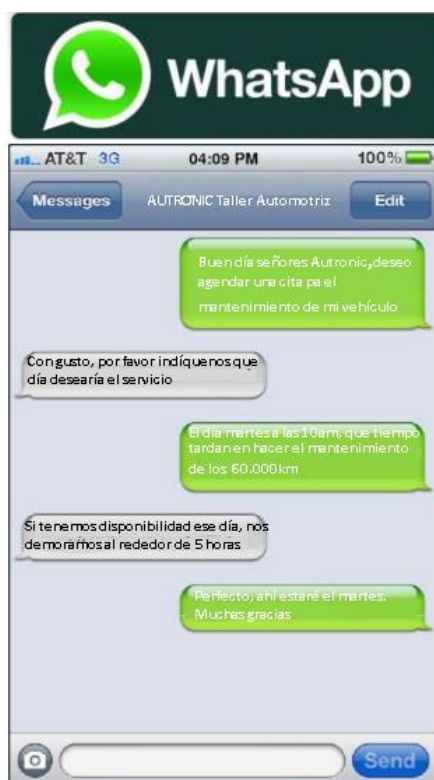 WhatsApp
AT&T 3G 04:09 PM 100%
Messages AUTRONIC Taller Automotriz Edit
Buen día señores Autronic, deseo
agendar una cita pa el
mantenimiento de mi vehículo
Con gusto, por favor indíquenos que
día desearía el servicio
El día martes a las 10am, que tiempo
tardan en hacer el mantenimiento
de los 60.000km
Si tenemos disponibilidad ese día, nos
demoramos al rededor de 5 horas
Perfecto, ahí estaré el martes.
Muchas gracias
Send